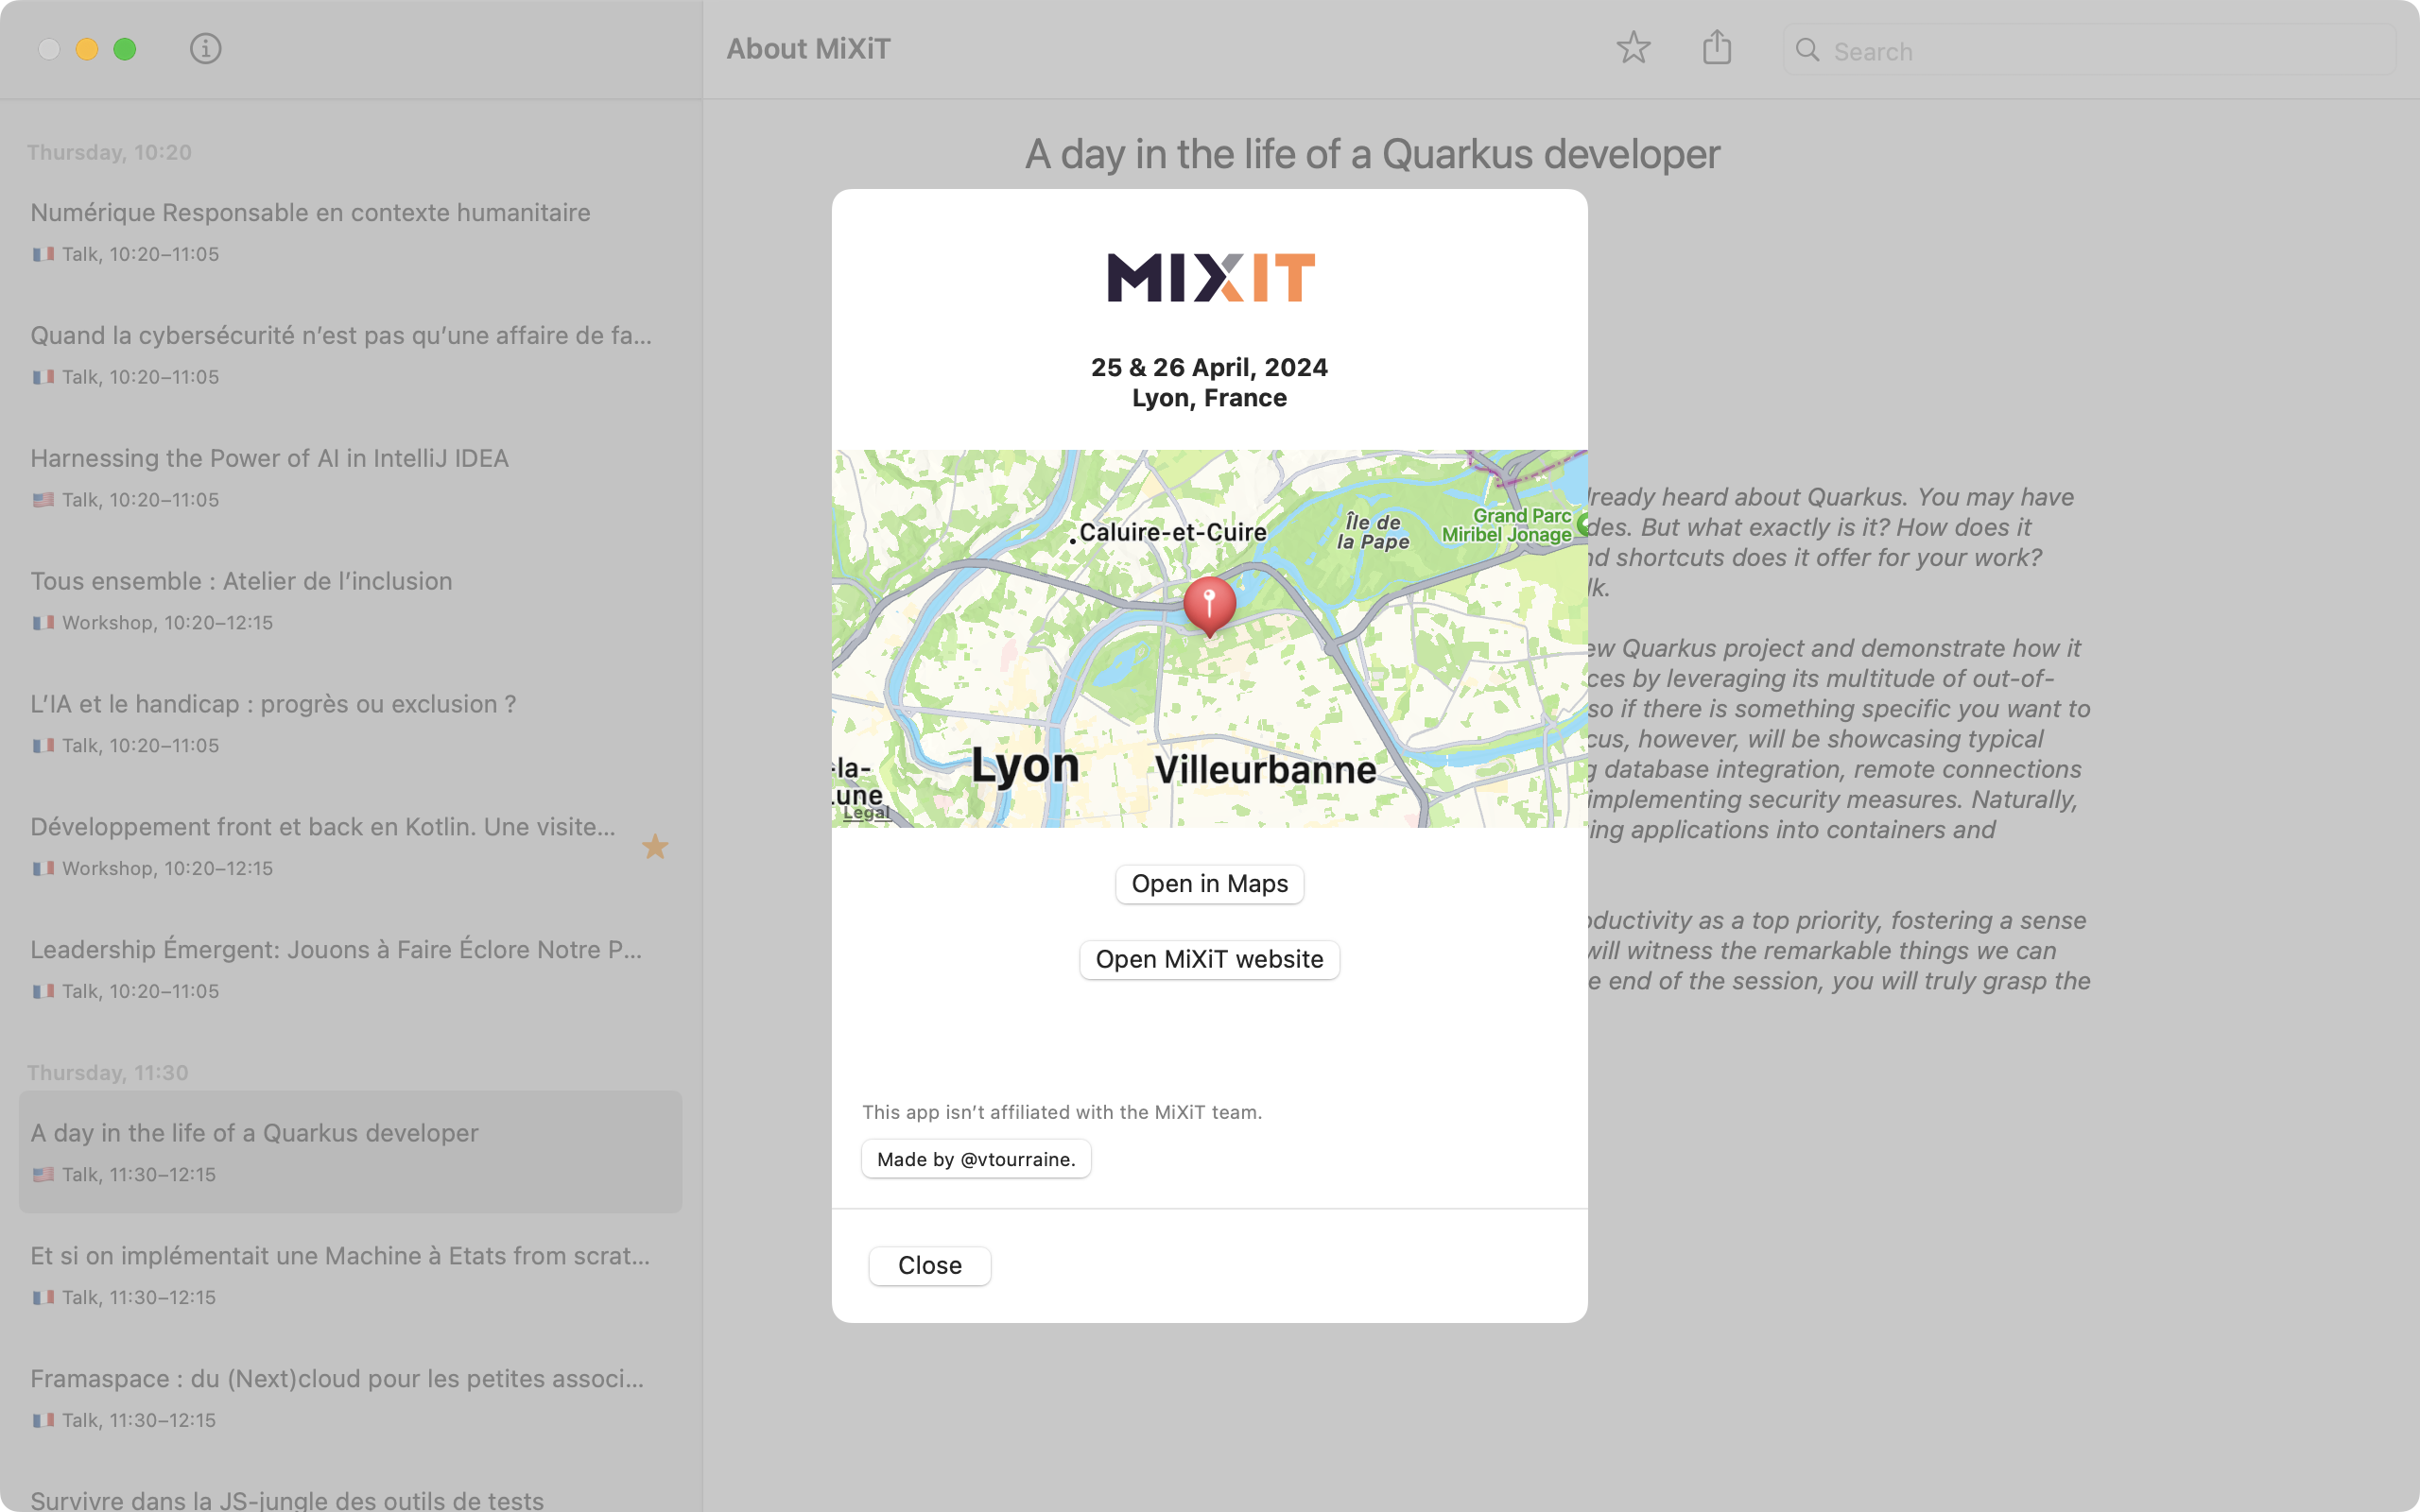 About MiXiT
Search
Thursday, 10:20
Numérique Responsable en contexte humanitaire
Talk, 10:20–11:05
Quand la cybersécurité n’est pas qu’une affaire de fa...
Talk, 10:20–11:05
Harnessing the Power of AI in IntelliJ IDEA
Talk, 10:20–11:05
Tous ensemble : Atelier de l’inclusion
Workshop, 10:20–12:15
L’IA et le handicap : progrès ou exclusion ?
Talk, 10:20–11:05
Développement front et back en Kotlin. Une visite...
Workshop, 10:20–12:15
Leadership Émergent: Jouons à Faire Éclore Notre P...
Talk, 10:20–11:05
Thursday, 11:30
A day in the life of a Quarkus developer
Talk, 11:30–12:15
Et si on implémentait une Machine à Etats from scrat...
Talk, 11:30–12:15
Framaspace : du (Next)cloud pour les petites associ...
Talk, 11:30–12:15
Survivre dans la JS-jungle des outils de tests
A day in the life of a Quarkus developer
MIXIT
25 & 26 April, 2024
Lyon, France
Caluire-et-Cuire
Île de
la Pape
Grand Parc
Miribel Jonage
Lyon
Villeurbanne
-la-
Legal
Open in Maps
Open MiXiT website
This app isn’t affiliated with the MiXiT team.
Made by @vtourraine.
Close
heard about Quarkus. You may have
But what exactly is it? How does it
shortcuts does it offer for your work?
Quarkus project and demonstrate how it
by leveraging its multitude of out-of-
so if there is something specific you want to
however, will be showcasing typical
database integration, remote connections
implementing security measures. Naturally,
applications into containers and
as a top priority, fostering a sense
will witness the remarkable things we can
end of the session, you will truly grasp the